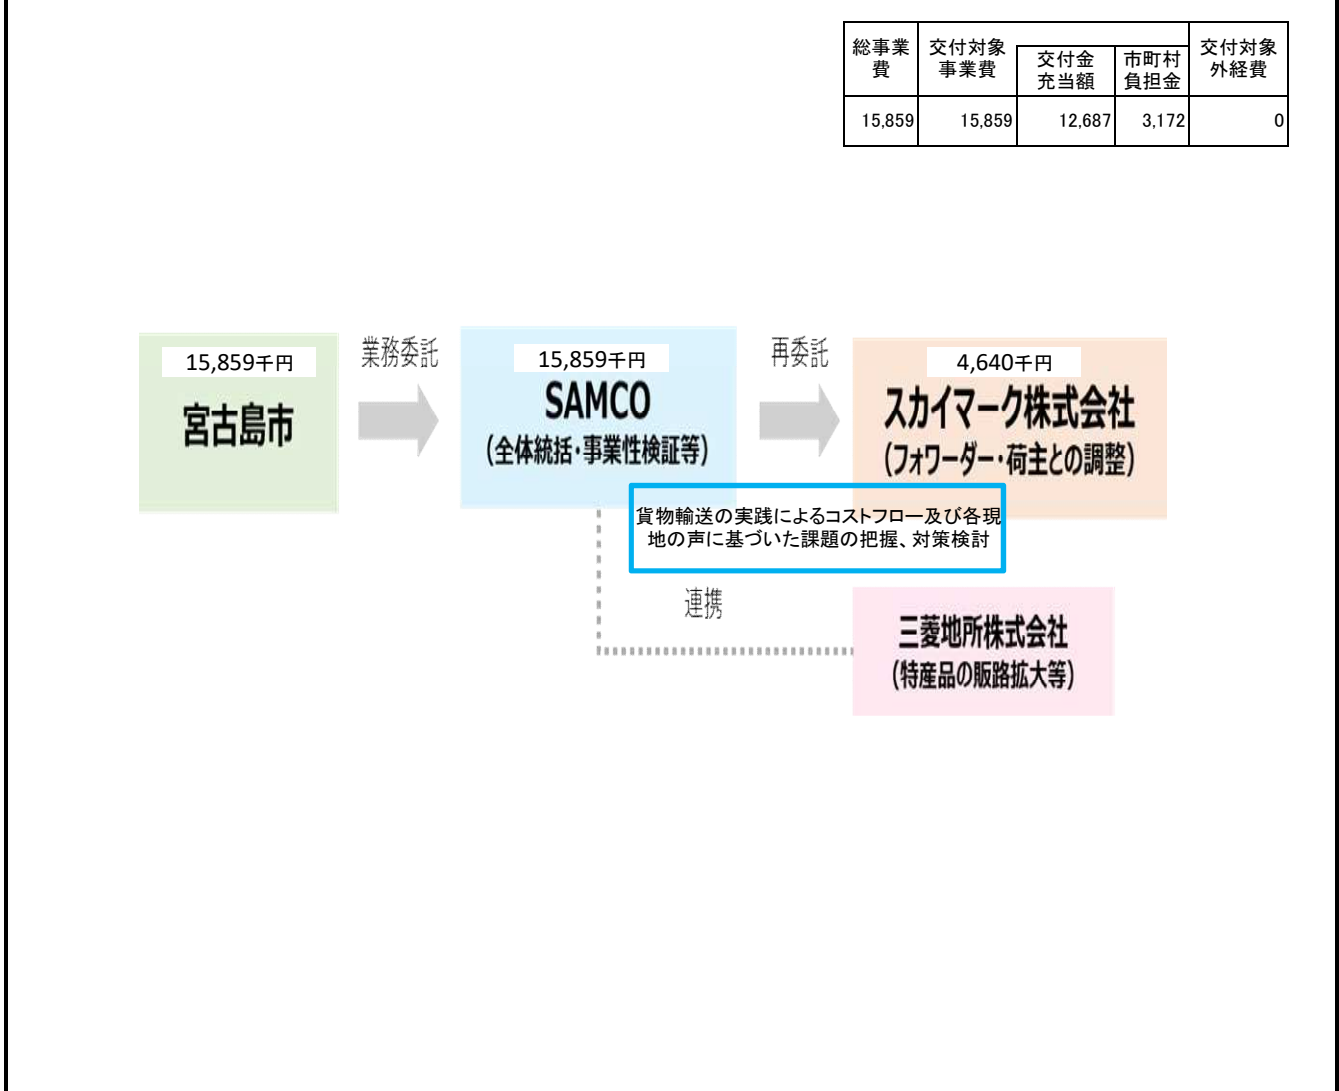 総事業
費
交付対象
事業費
交付金
充当額
市町村
負担金
交付対象
外経費
15,859
15,859
12,687
3,172
0
15,859千円
宮古島市
業務委託
15,859千円
SAMCO
(全体統括・事業性検証等)
再委託
4,640千円
スカイマーク株式会社
(フォワーダー・荷主との調整)
貨物輸送の実践によるコストフロー及び各現
地の声に基づいた課題の把握、対策検討
連携
三菱地所株式会社
(特産品の販路拡大等)